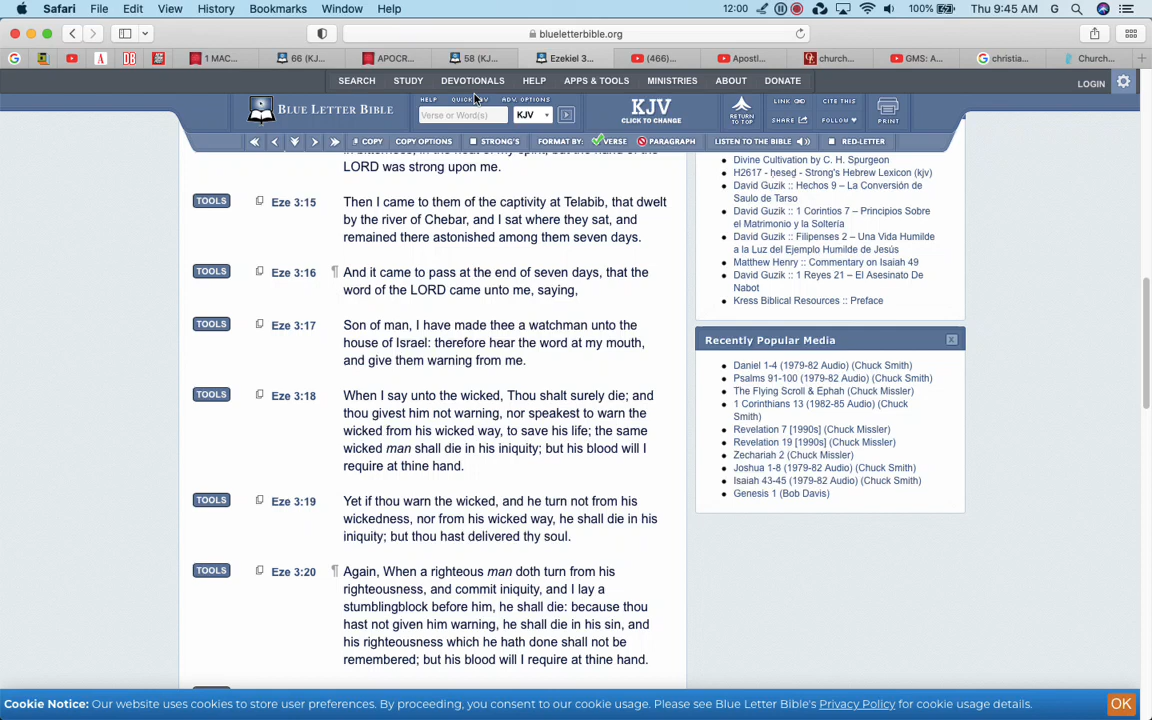 Safari File Edit View History Bookmarks Window Help 12:00 100% Thu 9:45 AM G
blueletterbible.org
1 MAC... 66 (KJ... APOCR... 58 (KJ... Ezekiel 3... (466)... Apostl... church... GMS: A... christia... Church...
SEARCH STUDY DEVOTIONALS HELP APPS & TOOLS MINISTRIES ABOUT DONATE LOGIN
HELP ADV. OPTIONS
BLUE LETTER BIBLE
Verse or Word(s) KJV
KJV
CLICK TO CHANGE
RETURN TO TOP
LINK CITE THIS
SHARE FOLLOW PRINT
COPY COPY OPTIONS STRONG'S FORMAT BY: VERSE PARAGRAPH LISTEN TO THE BIBLE RED-LETTER
LORD was strong upon me.
TOOLS Eze 3:15 Then I came to them of the captivity at Telabib, that dwelt
by the river of Chebar, and I sat where they sat, and
remained there astonished among them seven days.
TOOLS Eze 3:16 ¶ And it came to pass at the end of seven days, that the
word of the LORD came unto me, saying,
TOOLS Eze 3:17 Son of man, I have made thee a watchman unto the
house of Israel: therefore hear the word at my mouth,
and give them warning from me.
TOOLS Eze 3:18 When I say unto the wicked, Thou shalt surely die; and
thou givest him not warning, nor speakest to warn the
wicked from his wicked way, to save his life; the same
wicked man shall die in his iniquity; but his blood will I
require at thine hand.
TOOLS Eze 3:19 Yet if thou warn the wicked, and he turn not from his
wickedness, nor from his wicked way, he shall die in his
iniquity; but thou hast delivered thy soul.
TOOLS Eze 3:20 ¶ Again, When a righteous man doth turn from his
righteousness, and commit iniquity, and I lay a
stumblingblock before him, he shall die: because thou
hast not given him warning, he shall die in his sin, and
his righteousness which he hath done shall not be
remembered; but his blood will I require at thine hand.
Divine Cultivation by C. H. Spurgeon
H2617 - ḥeseḏ - Strong's Hebrew Lexicon (kjv)
David Guzik :: Hechos 9 – La Conversión de
Saulo de Tarso
David Guzik :: 1 Corintios 7 – Principios Sobre
el Matrimonio y la Soltería
David Guzik :: Filipenses 2 – Una Vida Humilde
a la Luz del Ejemplo Humilde de Jesús
Matthew Henry :: Commentary on Isaiah 49
David Guzik :: 1 Reyes 21 – El Asesinato De
Nabot
Kress Biblical Resources :: Preface
Recently Popular Media
Daniel 1-4 (1979-82 Audio) (Chuck Smith)
Psalms 91-100 (1979-82 Audio) (Chuck Smith)
The Flying Scroll & Ephah (Chuck Missler)
1 Corinthians 13 (1982-85 Audio) (Chuck
Smith)
Revelation 7 [1990s] (Chuck Missler)
Revelation 19 [1990s] (Chuck Missler)
Zechariah 2 (Chuck Missler)
Joshua 1-8 (1979-82 Audio) (Chuck Smith)
Isaiah 43-45 (1979-82 Audio) (Chuck Smith)
Genesis 1 (Bob Davis)
Cookie Notice: Our website uses cookies to store user preferences. By proceeding, you consent to our cookie usage. Please see Blue Letter Bible's Privacy Policy for cookie usage details. OK